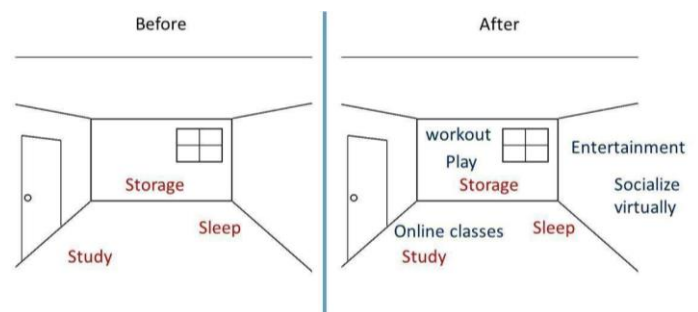 Before
Storage
Sleep
Study
After
workout
Play
Storage
Entertainment
Socialize
virtually
Online classes
Sleep
Study